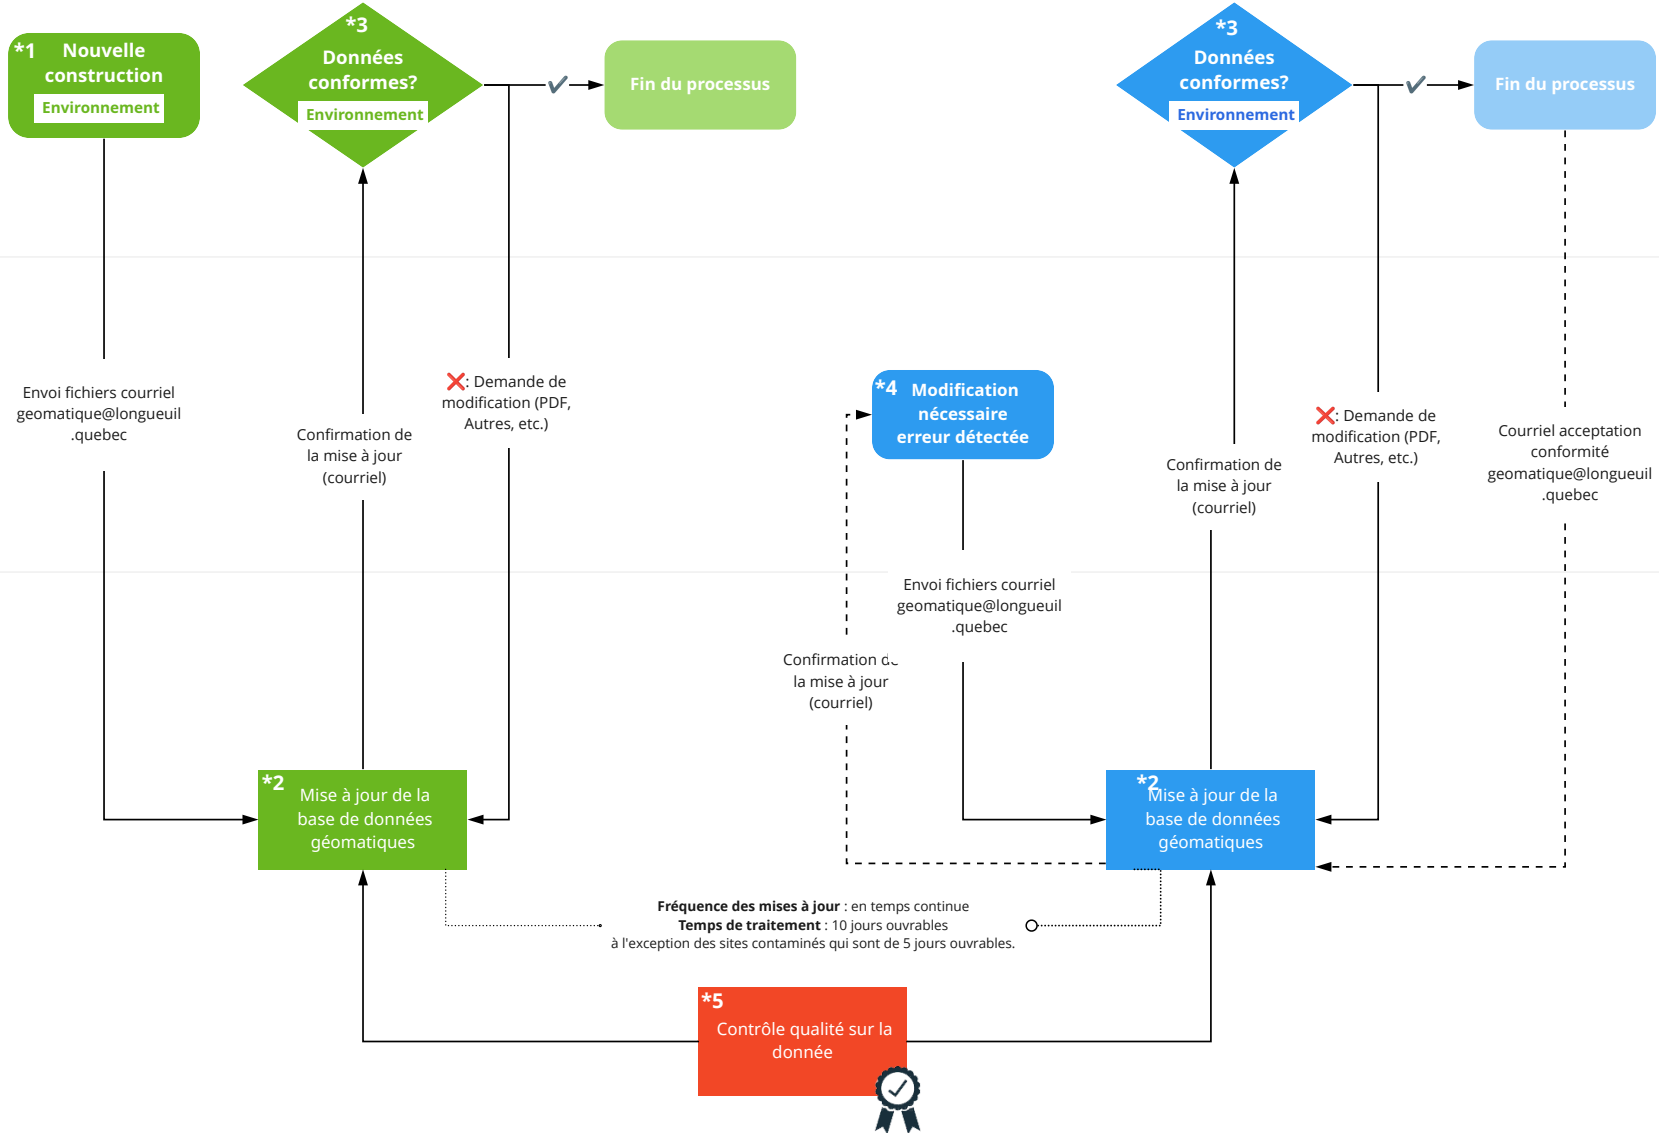 *1
Nouvelle
construction
Environnement
*3
Données
conformes?
Environnement
Fin du processus
*3
Données
conformes?
Environnement
Fin du processus
Envoi fichiers courriel
geomatique@longueuil
.quebec
Confirmation de
la mise à jour
(courriel)
: Demande de
modification (PDF,
Autres, etc.)
*4
Modification
nécessaire
erreur détectée
Confirmation de
la mise à jour
(courriel)
: Demande de
modification (PDF,
Autres, etc.)
Courriel acceptation
conformité
geomatique@longueuil
.quebec
Envoi fichiers courriel
geomatique@longueuil
.quebec
Confirmation de
la mise à jour
(courriel)
*2
Mise à jour de la
base de données
géomatiques
*2
Mise à jour de la
base de données
géomatiques
Fréquence des mises à jour : en temps continue
Temps de traitement : 10 jours ouvrables
à l'exception des sites contaminés qui sont de 5 jours ouvrables.
*5
Contrôle qualité sur la
donnée